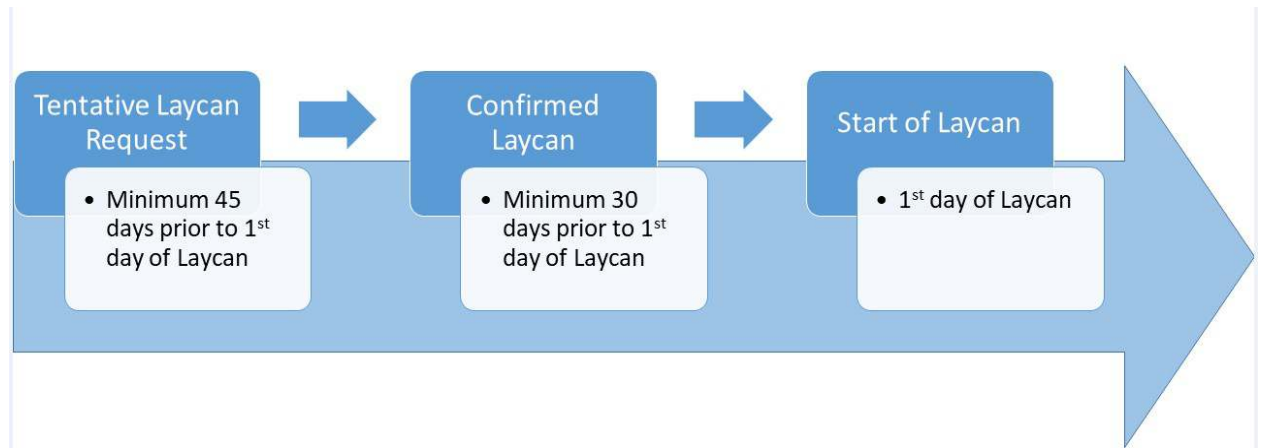 Tentative Laycan
Request
• Minimum 45
days prior to 1st
day of Laycan
Confirmed
Laycan
• Minimum 30
days prior to 1st
day of Laycan
Start of Laycan
• 1st day of Laycan